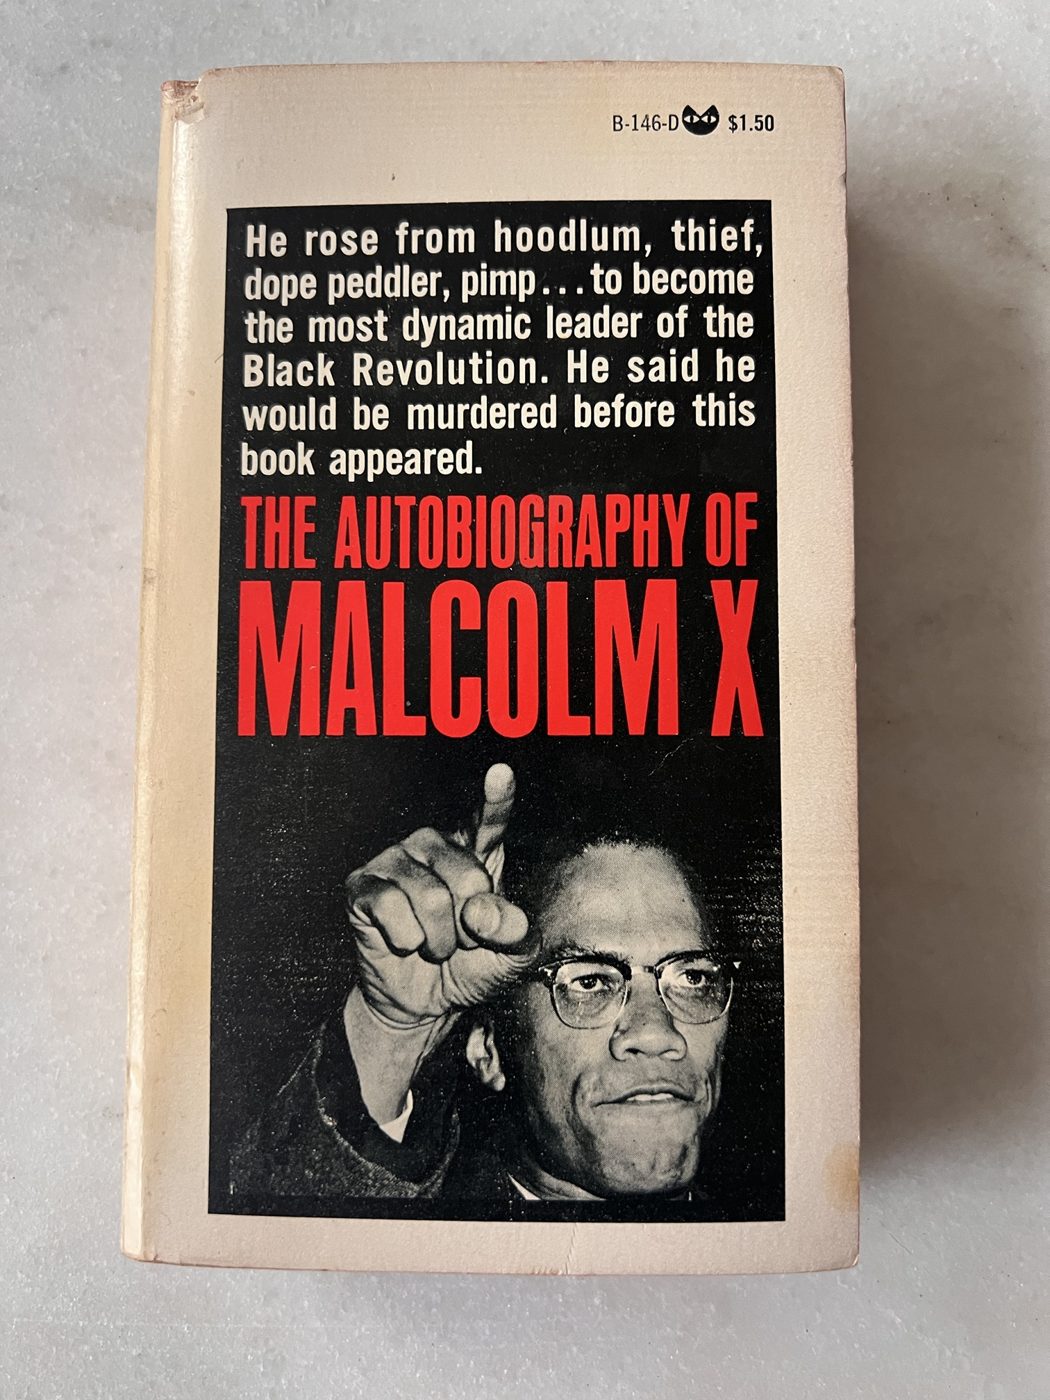 B-146-D $1.50
He rose from hoodlum, thief,
dope peddler, pimp...to become
the most dynamic leader of the
Black Revolution. He said he
would be murdered before this
book appeared.
THE AUTOBIOGRAPHY OF
MALCOLM X